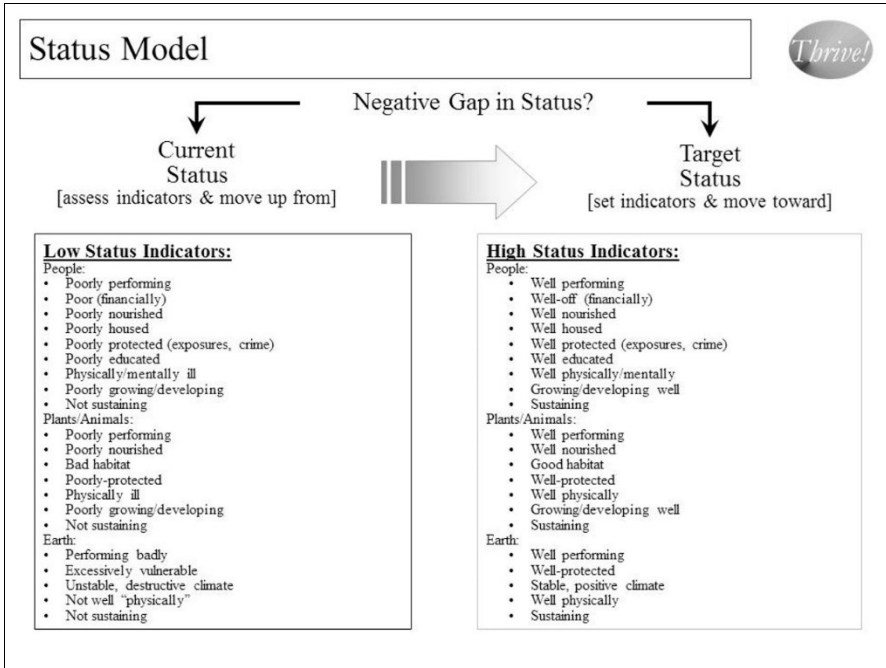 Status Model
Thrive!
Negative Gap in Status?
Current
Status
[assess indicators & move up from]
Target
Status
[set indicators & move toward]
Low Status Indicators:
People:
• Poorly performing
• Poor (financially)
• Poorly nourished
• Poorly housed
• Poorly protected (exposures, crime)
• Poorly educated
• Physically/mentally ill
• Poorly growing/developing
• Not sustaining
Plants/Animals:
• Poorly performing
• Poorly nourished
• Bad habitat
• Poorly-protected
• Physically ill
• Poorly growing/developing
• Not sustaining
Earth:
• Performing badly
• Excessively vulnerable
• Unstable, destructive climate
• Not well “physically”
• Not sustaining
High Status Indicators:
People:
• Well performing
• Well-off (financially)
• Well nourished
• Well housed
• Well protected (exposures, crime)
• Well educated
• Well physically/mentally
• Growing/developing well
• Sustaining
Plants/Animals:
• Well performing
• Well nourished
• Good habitat
• Well-protected
• Well physically
• Growing/developing well
• Sustaining
Earth:
• Well performing
• Well-protected
• Stable, positive climate
• Well physically
• Sustaining